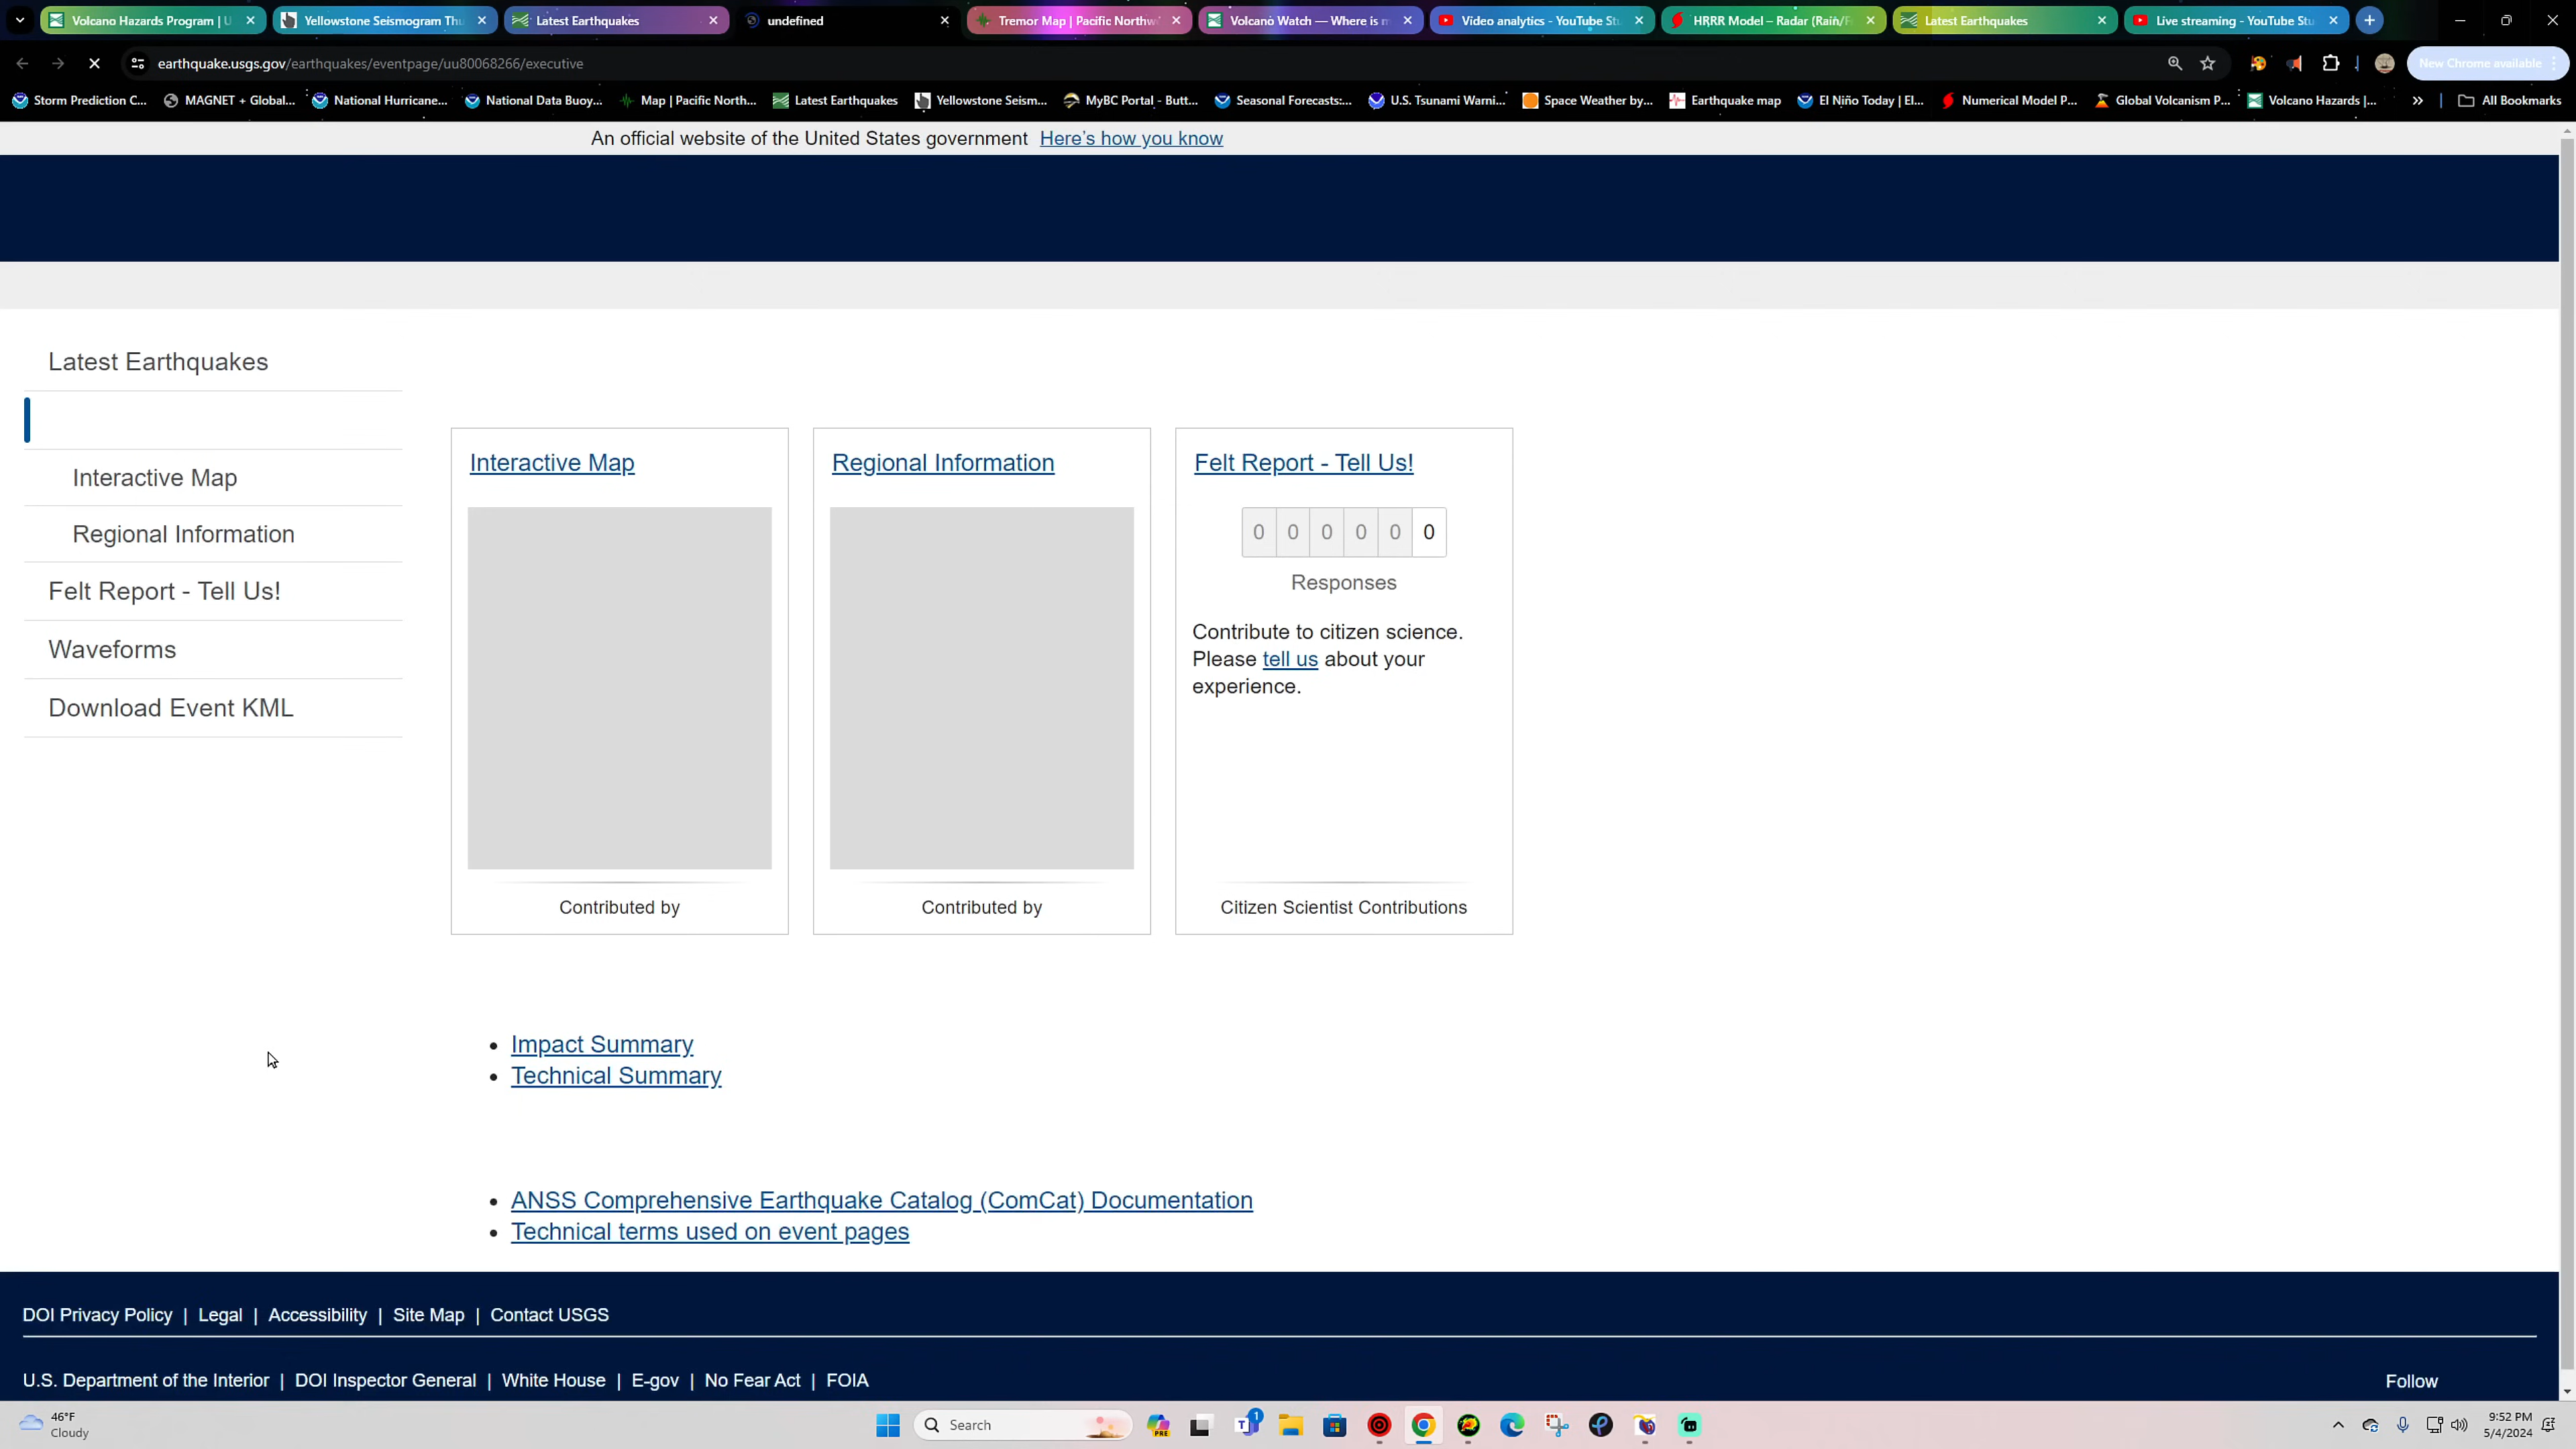 Volcano Hazards Program | U
Yellowstone Seismogram Thu
Latest Earthquakes
undefined
Tremor Map | Pacific Northw
Volcano Watch — Where is m
Video analytics - YouTube Stu
HRRR Model – Radar (Rain/F
Latest Earthquakes
Live streaming - YouTube Stu
earthquake.usgs.gov/earthquakes/eventpage/uu80068266/executive
New Chrome available
Storm Prediction C...
MAGNET + Global...
National Hurricane...
National Data Buoy...
Map | Pacific North...
Latest Earthquakes
Yellowstone Seism...
MyBC Portal - Butt...
Seasonal Forecasts:...
U.S. Tsunami Warni...
Space Weather by...
Earthquake map
El Niño Today | El...
Numerical Model P...
Global Volcanism P...
Volcano Hazards |...
All Bookmarks
An official website of the United States government Here's how you know
Latest Earthquakes
Interactive Map
Regional Information
Felt Report - Tell Us!
Waveforms
Download Event KML
Interactive Map
Contributed by
Regional Information
Contributed by
Felt Report - Tell Us!
0 0 0 0 0 0
Responses
Contribute to citizen science.
Please tell us about your
experience.
Citizen Scientist Contributions
Impact Summary
Technical Summary
ANSS Comprehensive Earthquake Catalog (ComCat) Documentation
Technical terms used on event pages
DOI Privacy Policy | Legal | Accessibility | Site Map | Contact USGS
U.S. Department of the Interior | DOI Inspector General | White House | E-gov | No Fear Act | FOIA
Follow
46°F
Cloudy
Search
PRE
1
9:52 PM
5/4/2024